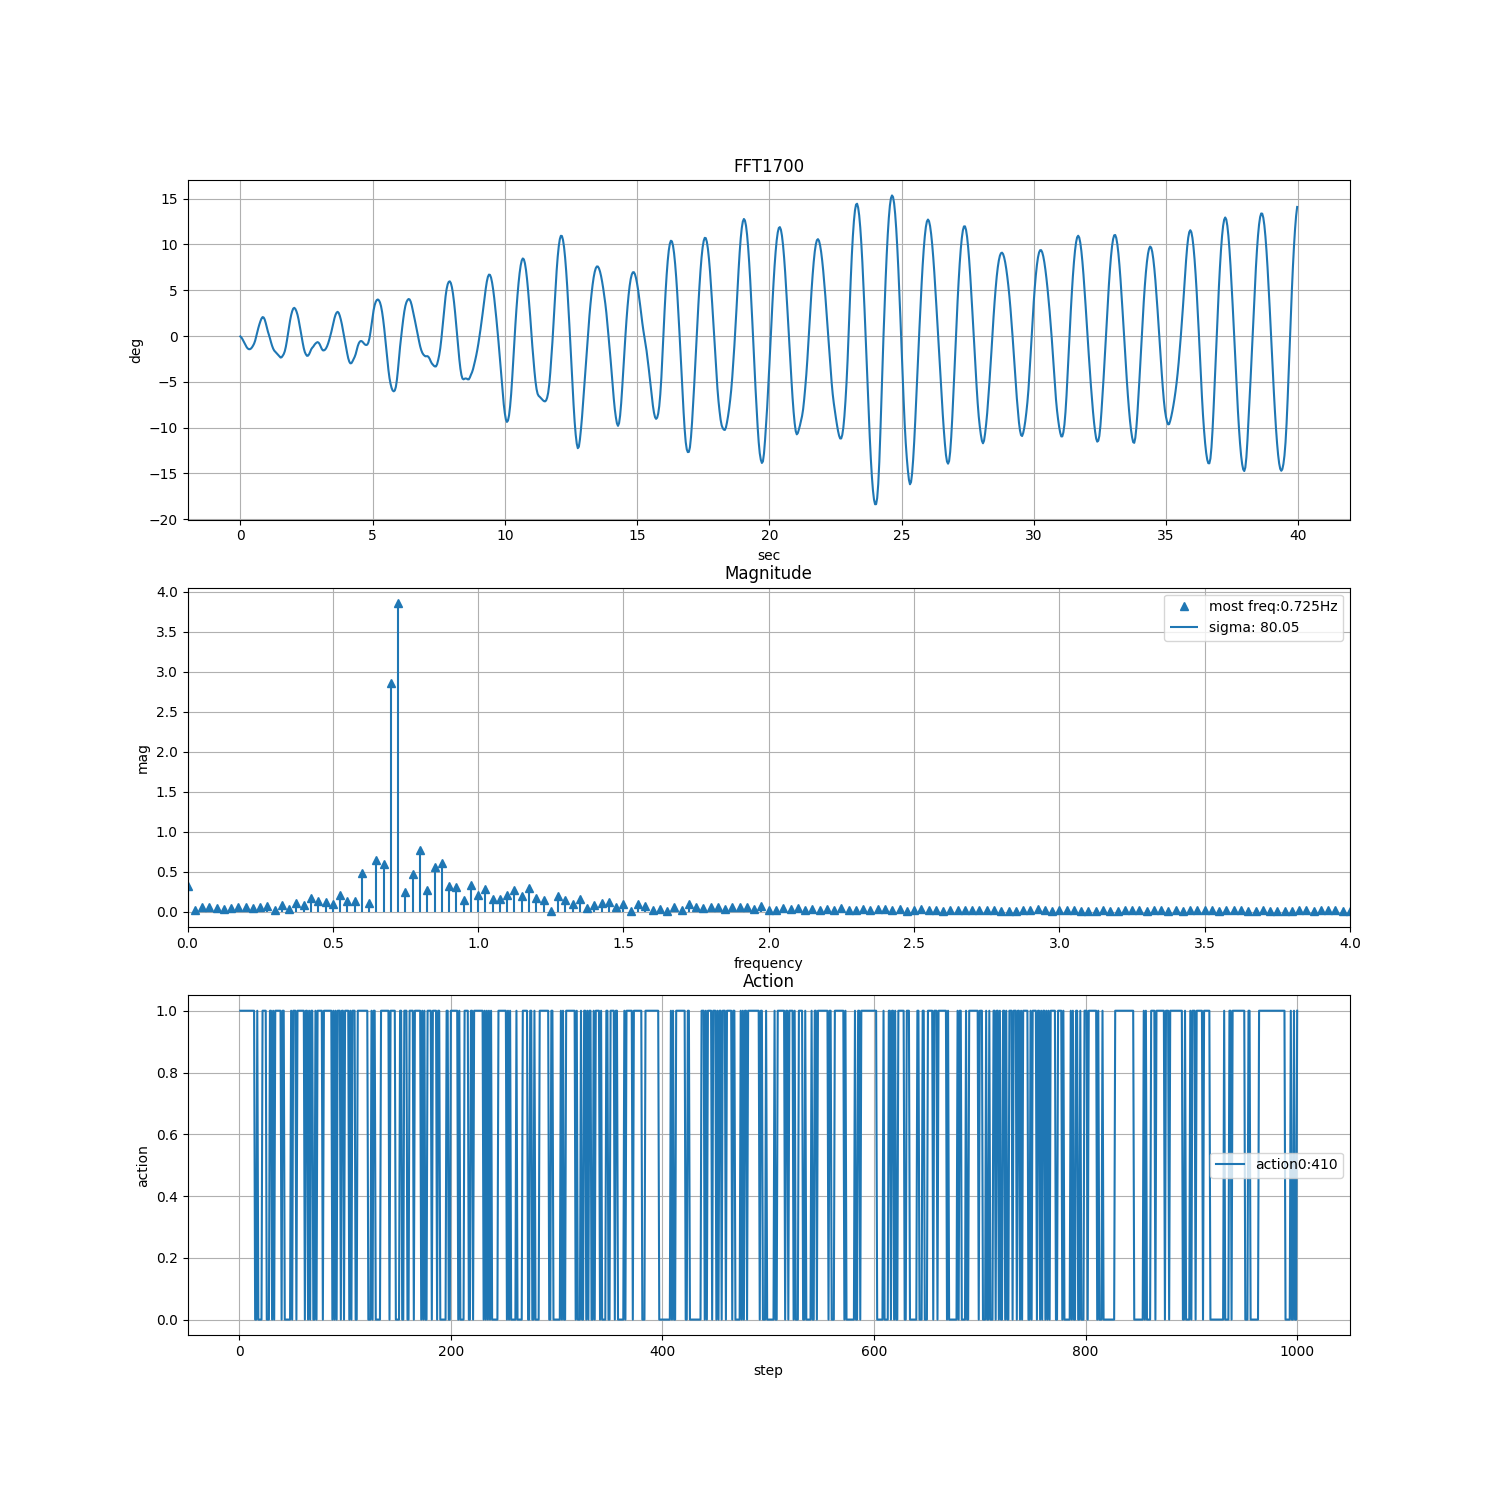 FFT1700
15
10
5
0
−5
−10
−15
−20
deg
0 5 10 15 20 25 30 35 40
sec
Magnitude
4.0
3.5
3.0
2.5
2.0
1.5
1.0
0.5
0.0
mag
most freq:0.725Hz
sigma: 80.05
0.0 0.5 1.0 1.5 2.0 2.5 3.0 3.5 4.0
frequency
Action
1.0
0.8
0.6
0.4
0.2
0.0
action
action0:410
0 200 400 600 800 1000
step